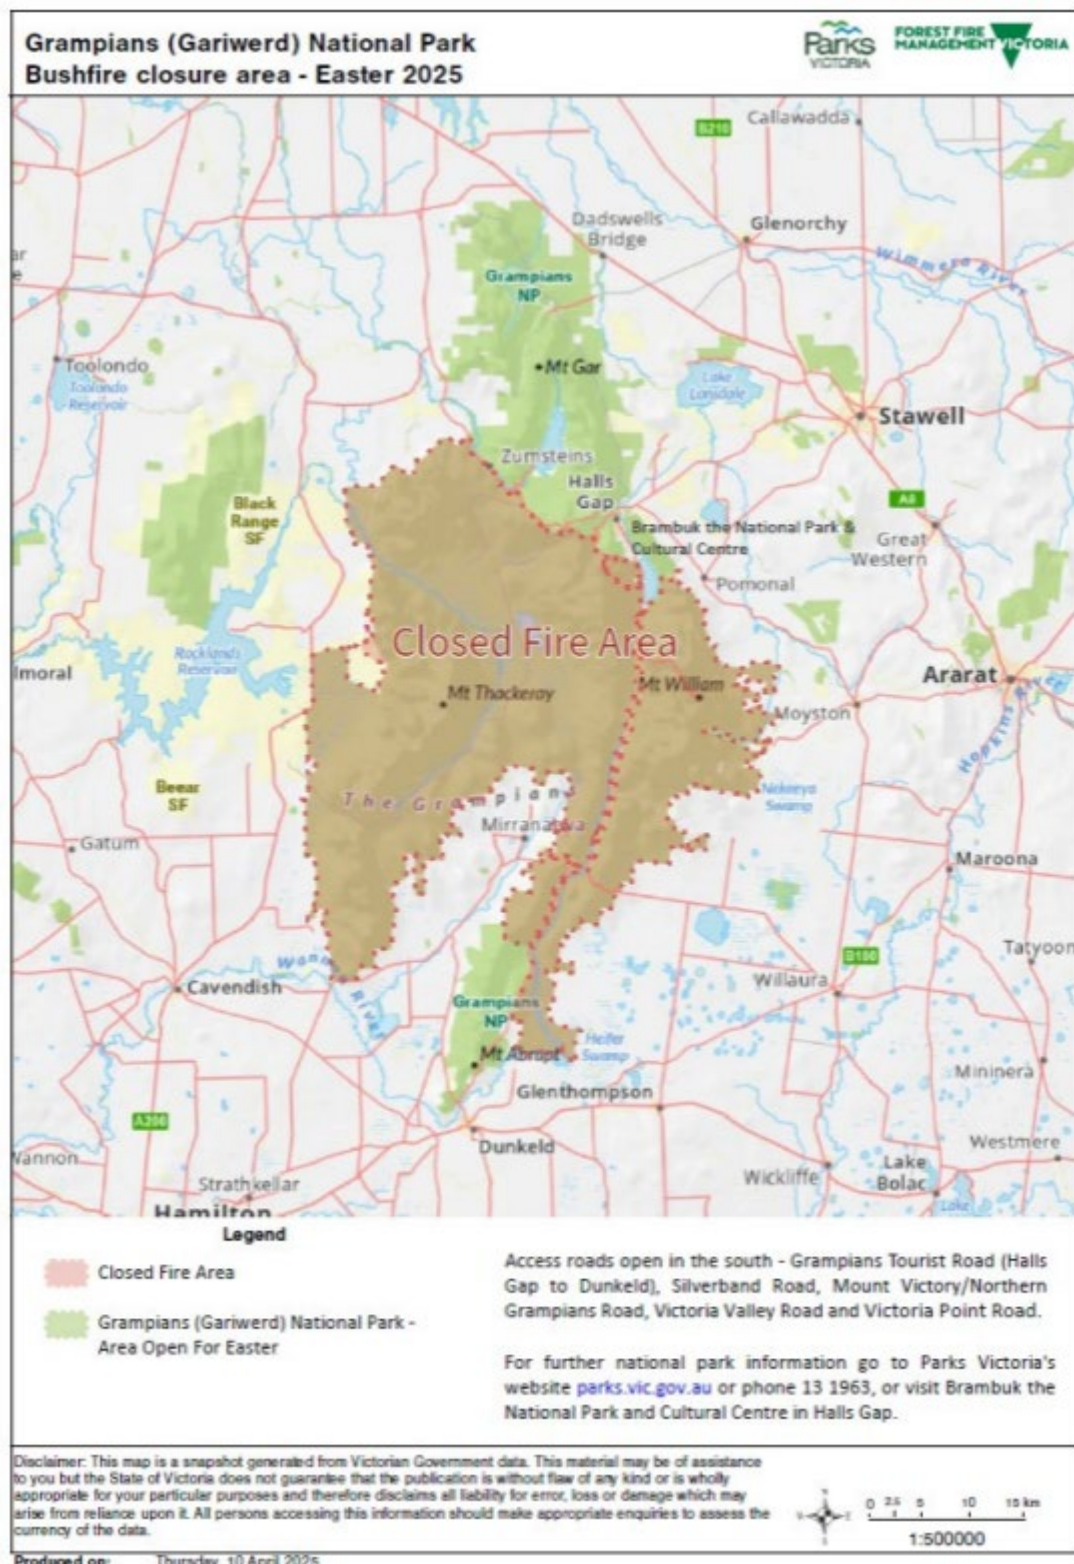 Grampians (Gariwerd) National Park
Bushfire closure area - Easter 2025
Parks
VICTORIA
FOREST FIRE
MANAGEMENT VICTORIA
B210
Callawadda
Dadswells
Bridge
Glenorchy
Wimmera River
Grampians
NP
Mt Gar
Toolondo
Toolondo
Reservoir
Lake
Lonsdale
Stawell
Zumsteins
Halls
Gap
Black
Range
SF
A8
Brambuk the National Park &
Cultural Centre
Great
Western
Pomonal
Closed Fire Area
Rocklands
Reservoir
lmoral
Mt Thackeray
Mt William
Ararat
Moyston
Hopkins River
Beear
SF
The Grampians
Nekeeya
Swamp
Mirranatwa
Gatum
Maroona
Tatyoon
B180
Willaura
Wannon
River
Cavendish
Grampians
NP
Mt Abrupt
Heifer
Swamp
Mininera
Glenthompson
A200
Dunkeld
Westmere
Wannon
Wickliffe
Lake
Bolac
Strathkellar
Lake
Hamilton
Legend
Closed Fire Area
Grampians (Gariwerd) National Park -
Area Open For Easter
Access roads open in the south - Grampians Tourist Road (Halls
Gap to Dunkeld), Silverband Road, Mount Victory/Northern
Grampians Road, Victoria Valley Road and Victoria Point Road.
For further national park information go to Parks Victoria's
website parks.vic.gov.au or phone 13 1963, or visit Brambuk the
National Park and Cultural Centre in Halls Gap.
Disclaimer: This map is a snapshot generated from Victorian Government data. This material may be of assistance
to you but the State of Victoria does not guarantee that the publication is without flaw of any kind or is wholly
appropriate for your particular purposes and therefore disclaims all liability for error, loss or damage which may
arise from reliance upon it. All persons accessing this information should make appropriate enquiries to assess the
currency of the data.
0 2.5 5 10 15 km
1:500000
Produced on: Thursday, 10 April 2025